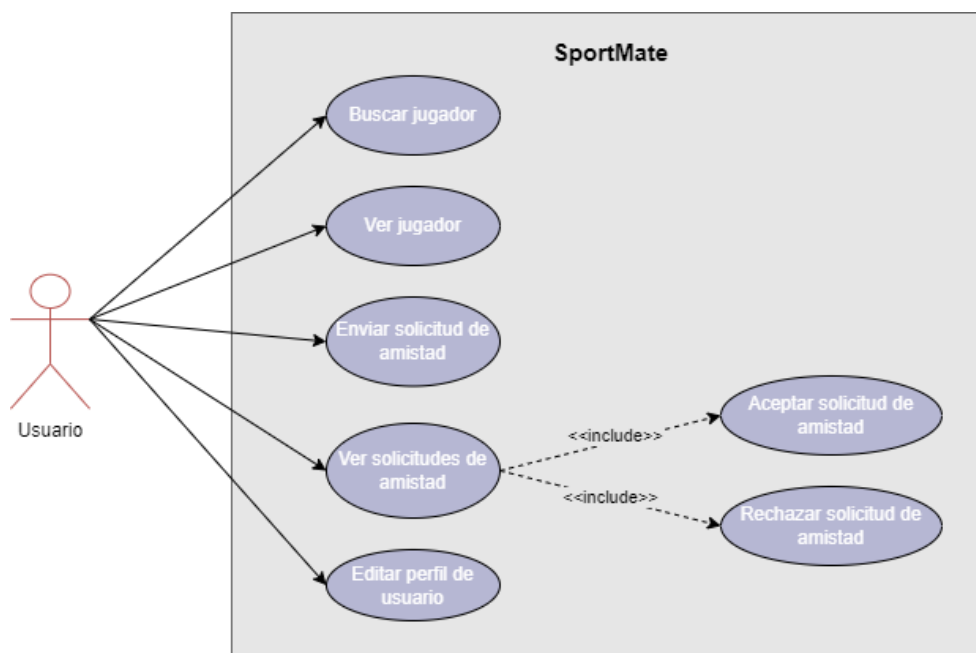 SportMate
Buscar jugador
Ver jugador
Enviar solicitud de
amistad
Usuario
Ver solicitudes de
amistad
<<include>>
<<include>>
Aceptar solicitud de
amistad
Rechazar solicitud de
amistad
Editar perfil de
usuario